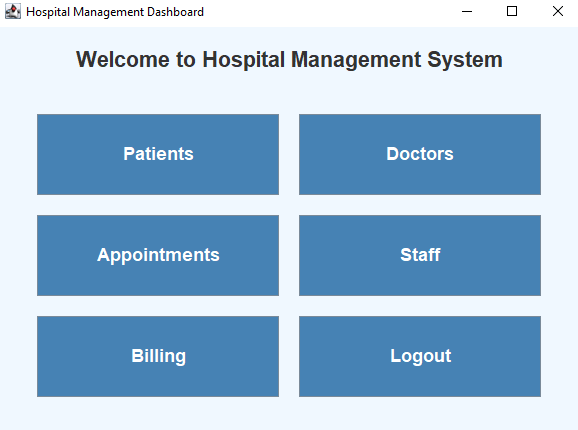 Hospital Management Dashboard
Welcome to Hospital Management System
Patients
Doctors
Appointments
Staff
Billing
Logout